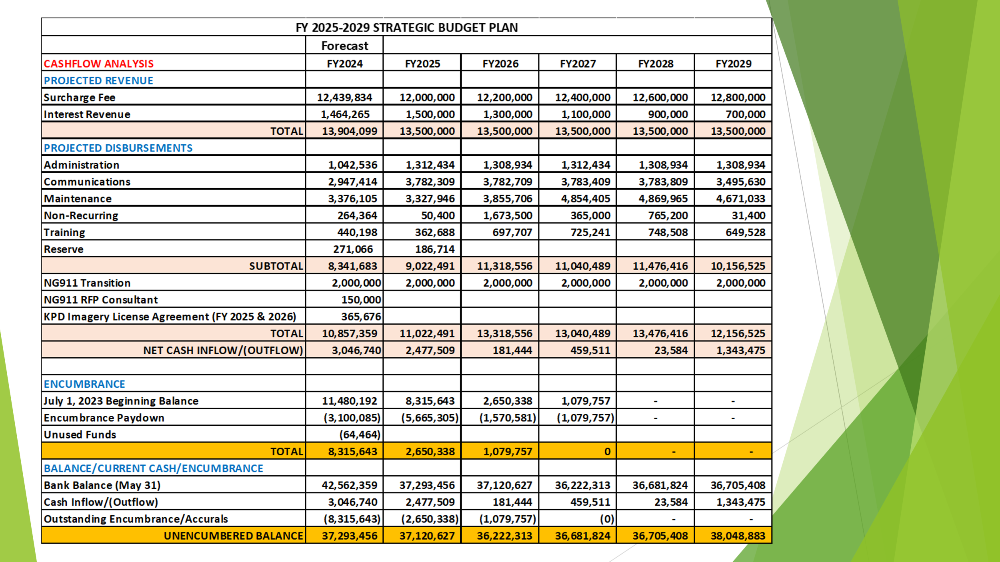 FY 2025-2029 STRATEGIC BUDGET PLAN
Forecast
CASHFLOW ANALYSIS FY2024 FY2025 FY2026 FY2027 FY2028 FY2029
PROJECTED REVENUE
Surcharge Fee 12,439,834 12,000,000 12,200,000 12,400,000 12,600,000 12,800,000
Interest Revenue 1,464,265 1,500,000 1,300,000 1,100,000 900,000 700,000
TOTAL 13,904,099 13,500,000 13,500,000 13,500,000 13,500,000 13,500,000
PROJECTED DISBURSEMENTS
Administration 1,042,536 1,312,434 1,308,934 1,312,434 1,308,934 1,308,934
Communications 2,947,414 3,782,309 3,782,709 3,783,409 3,783,809 3,495,630
Maintenance 3,376,105 3,327,946 3,855,706 4,854,405 4,869,965 4,671,033
Non-Recurring 264,364 50,400 1,673,500 365,000 765,200 31,400
Training 440,198 362,688 697,707 725,241 748,508 649,528
Reserve 271,066 186,714
SUBTOTAL 8,341,683 9,022,491 11,318,556 11,040,489 11,476,416 10,156,525
NG911 Transition 2,000,000 2,000,000 2,000,000 2,000,000 2,000,000 2,000,000
NG911 RFP Consultant 150,000
KPD Imagery License Agreement (FY 2025 & 2026) 365,676
TOTAL 10,857,359 11,022,491 13,318,556 13,040,489 13,476,416 12,156,525
NET CASH INFLOW/(OUTFLOW) 3,046,740 2,477,509 181,444 459,511 23,584 1,343,475
ENCUMBRANCE
July 1, 2023 Beginning Balance 11,480,192 8,315,643 2,650,338 1,079,757 - -
Encumbrance Paydown (3,100,085) (5,665,305) (1,570,581) (1,079,757) - -
Unused Funds (64,464)
TOTAL 8,315,643 2,650,338 1,079,757 0 - -
BALANCE/CURRENT CASH/ENCUMBRANCE
Bank Balance (May 31) 42,562,359 37,293,456 37,120,627 36,222,313 36,681,824 36,705,408
Cash Inflow/(Outflow) 3,046,740 2,477,509 181,444 459,511 23,584 1,343,475
Outstanding Encumbrance/Accurals (8,315,643) (2,650,338) (1,079,757) (0) - -
UNENCUMBERED BALANCE 37,293,456 37,120,627 36,222,313 36,681,824 36,705,408 38,048,883